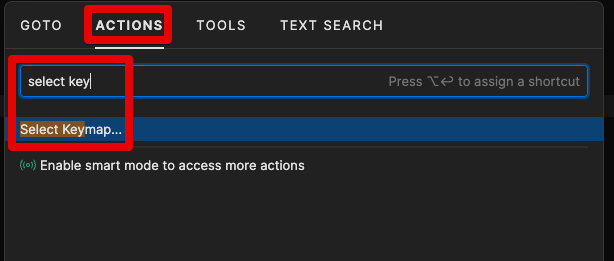 GOTO ACTIONS TOOLS TEXT SEARCH
select key Press ⌥↩ to assign a shortcut
Select Keymap...
Enable smart mode to access more actions